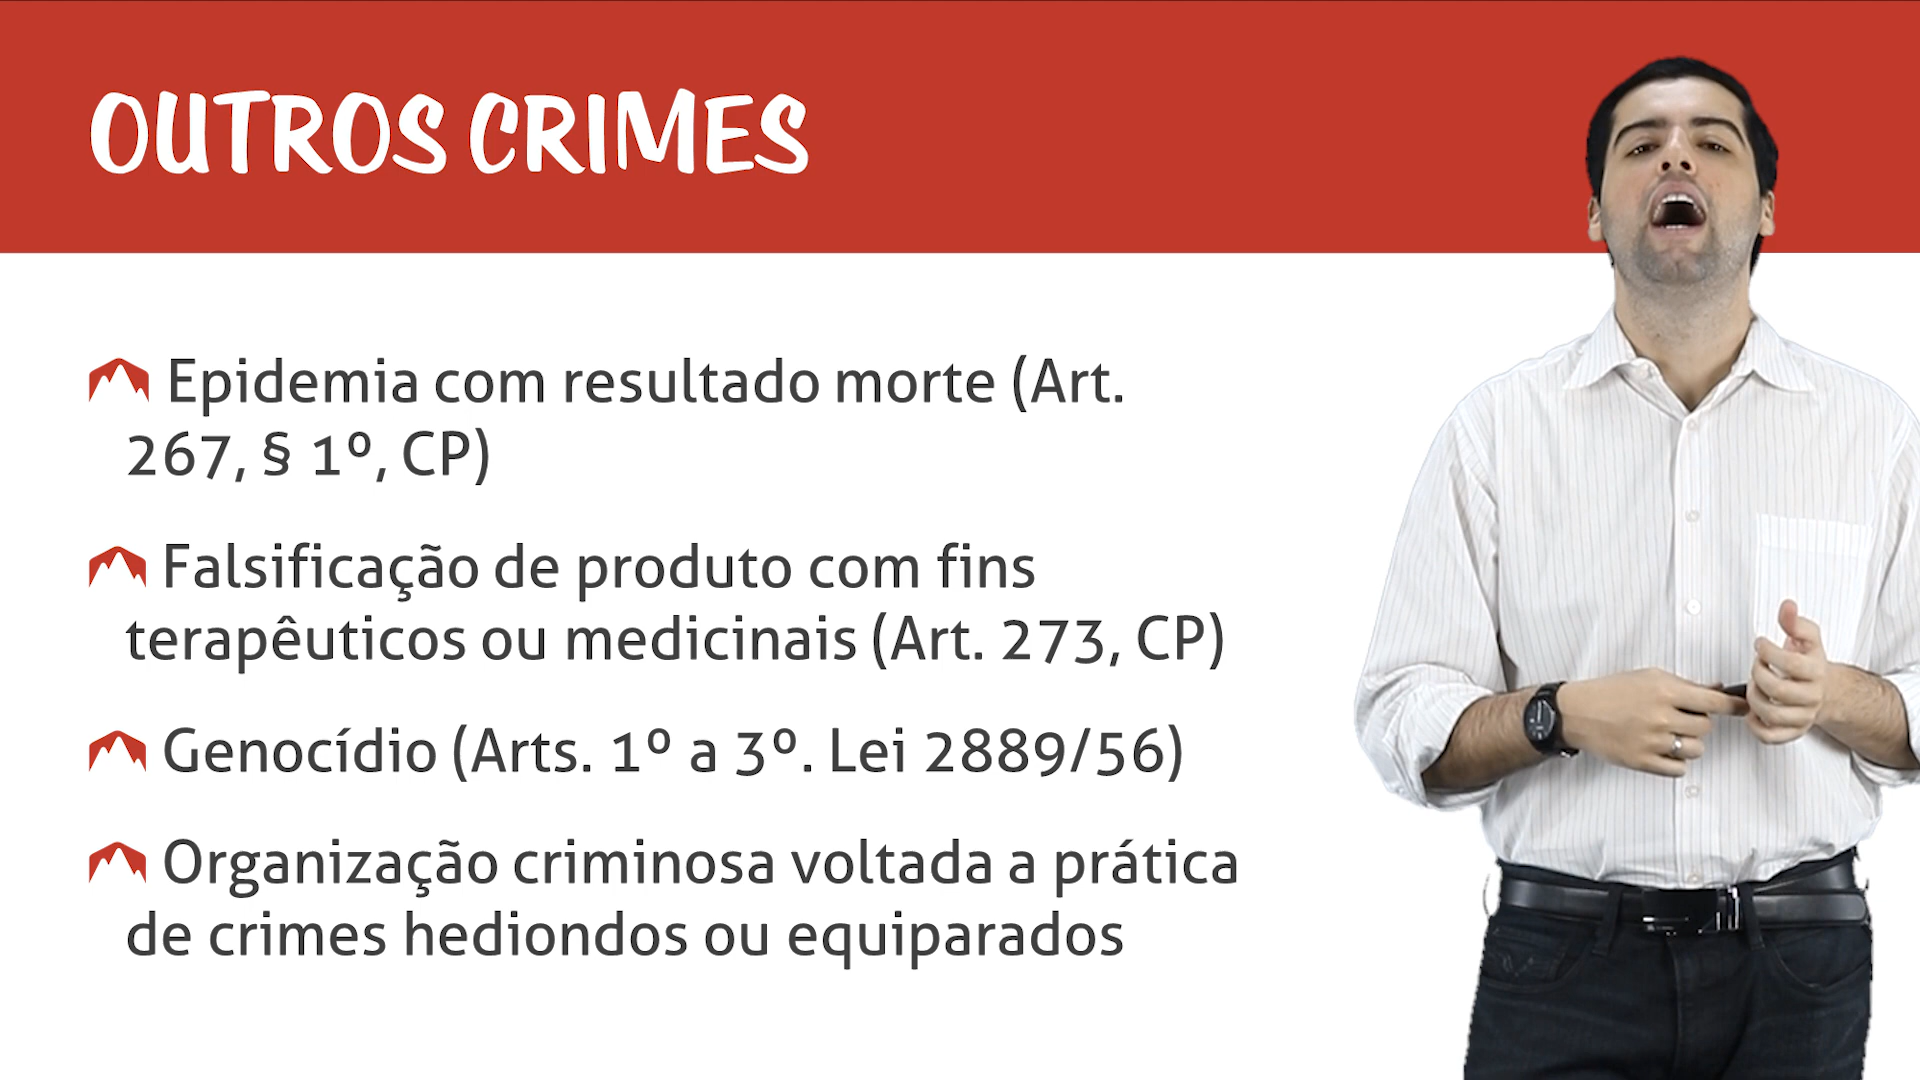 OUTROS CRIMES
Epidemia com resultado morte (Art.
267, § 1º, CP)
Falsificação de produto com fins
terapêuticos ou medicinais (Art. 273, CP)
Genocídio (Arts. 1º a 3º. Lei 2889/56)
Organização criminosa voltada a prática
de crimes hediondos ou equiparados